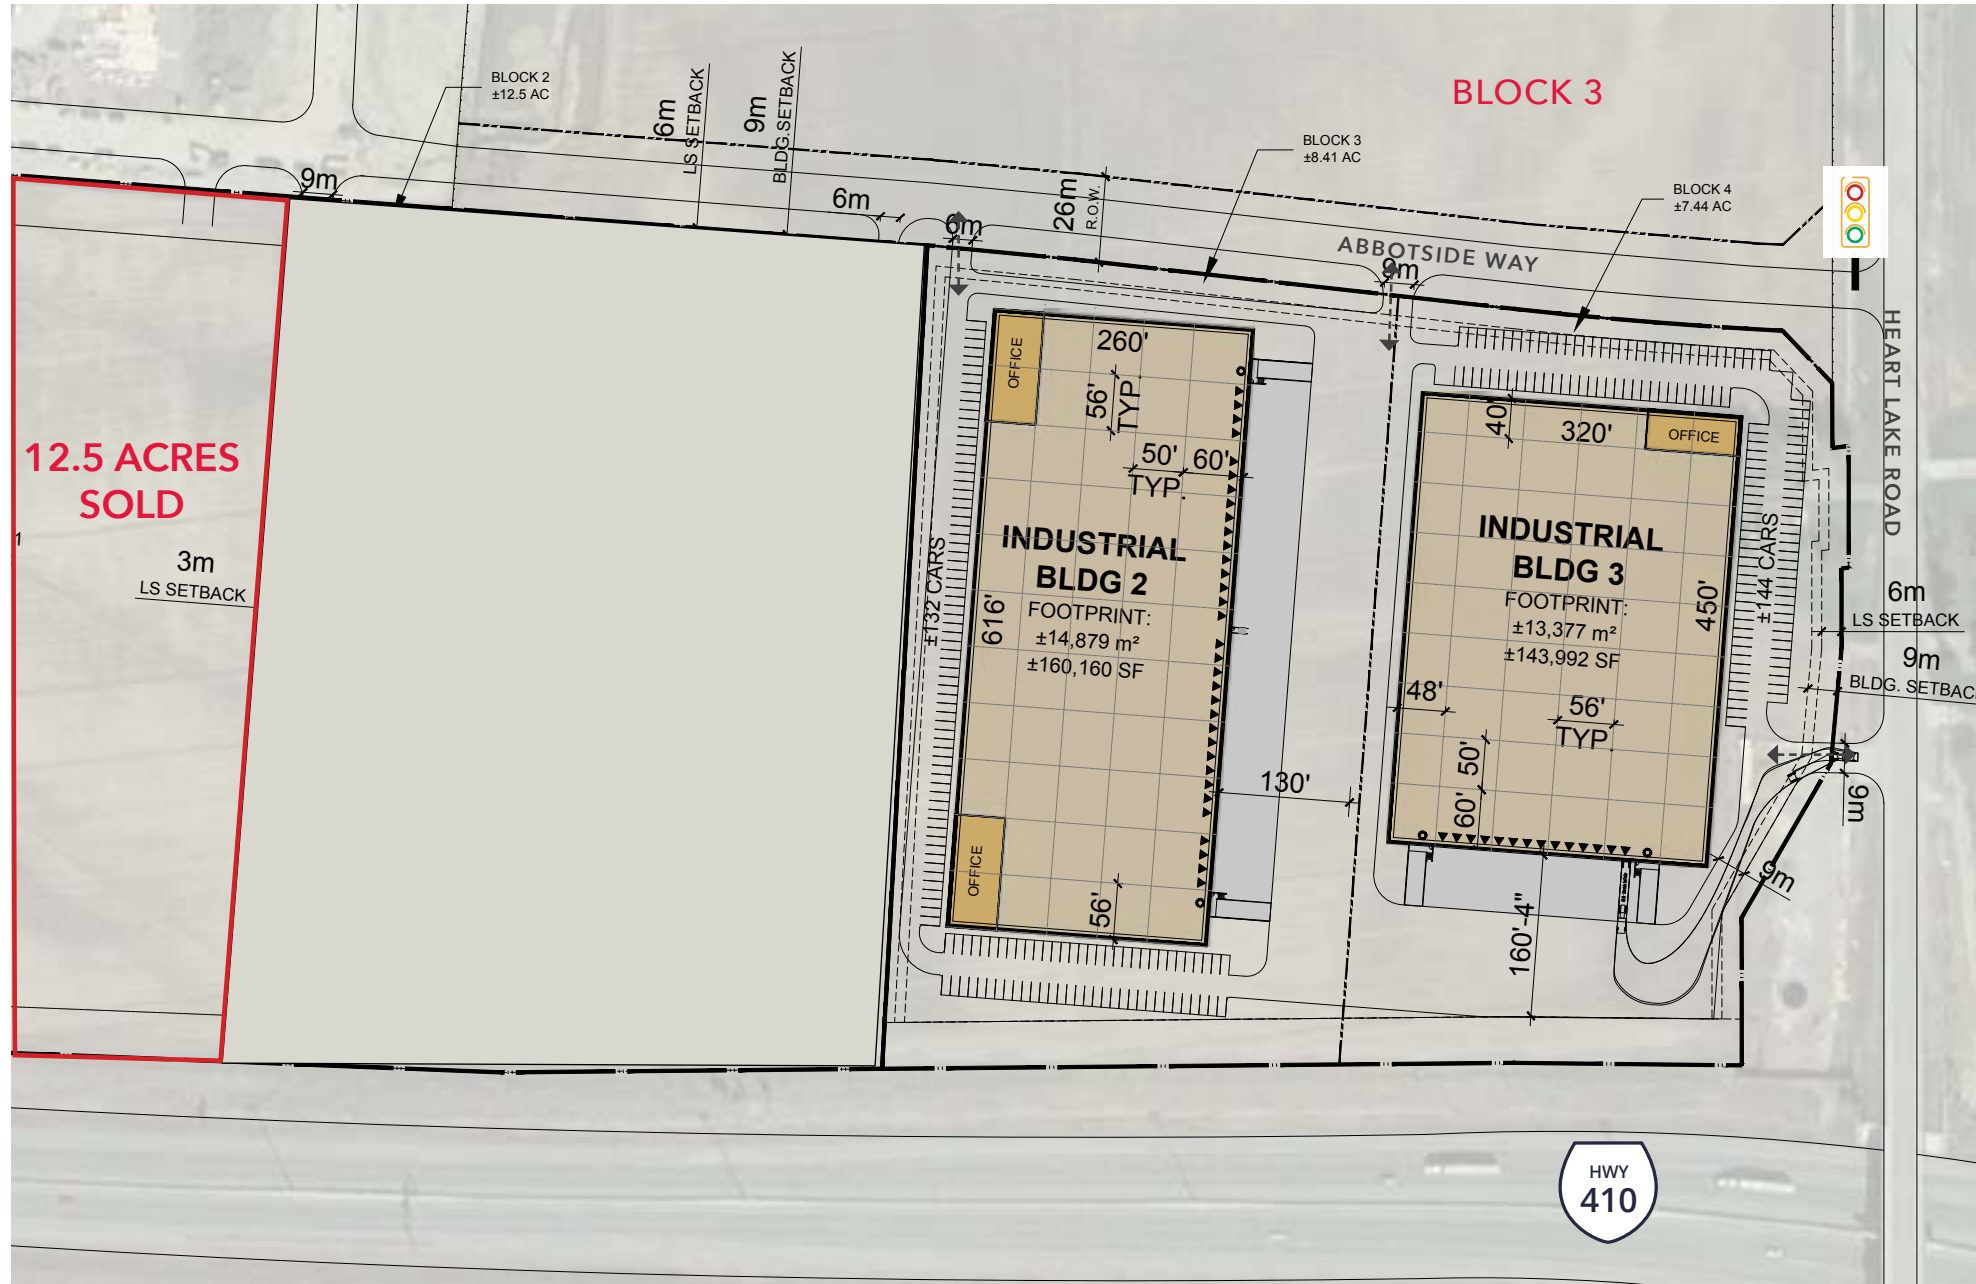 BLOCK 2
±12.5 AC
6m
LS SETBACK
9m
BLDG.SETBACK
BLOCK 3
BLOCK 3
±8.41 AC
BLOCK 4
±7.44 AC
9m
6m
6m
26m
R.O.W.
ABBOTSIDE WAY
9m
HEART LAKE ROAD
12.5 ACRES
SOLD
1
3m
LS SETBACK
±132 CARS
OFFICE
260'
56'
TYP.
50'
60'
TYP.
INDUSTRIAL
BLDG 2
FOOTPRINT:
±14,879 m²
±160,160 SF
616'
OFFICE
56'
130'
40'
320'
OFFICE
INDUSTRIAL
BLDG 3
FOOTPRINT:
±13,377 m²
±143,992 SF
450'
±144 CARS
48'
56'
TYP.
50'
60'
160'-4"
6m
LS SETBACK
9m
BLDG. SETBAC
9m
9m
HWY
410